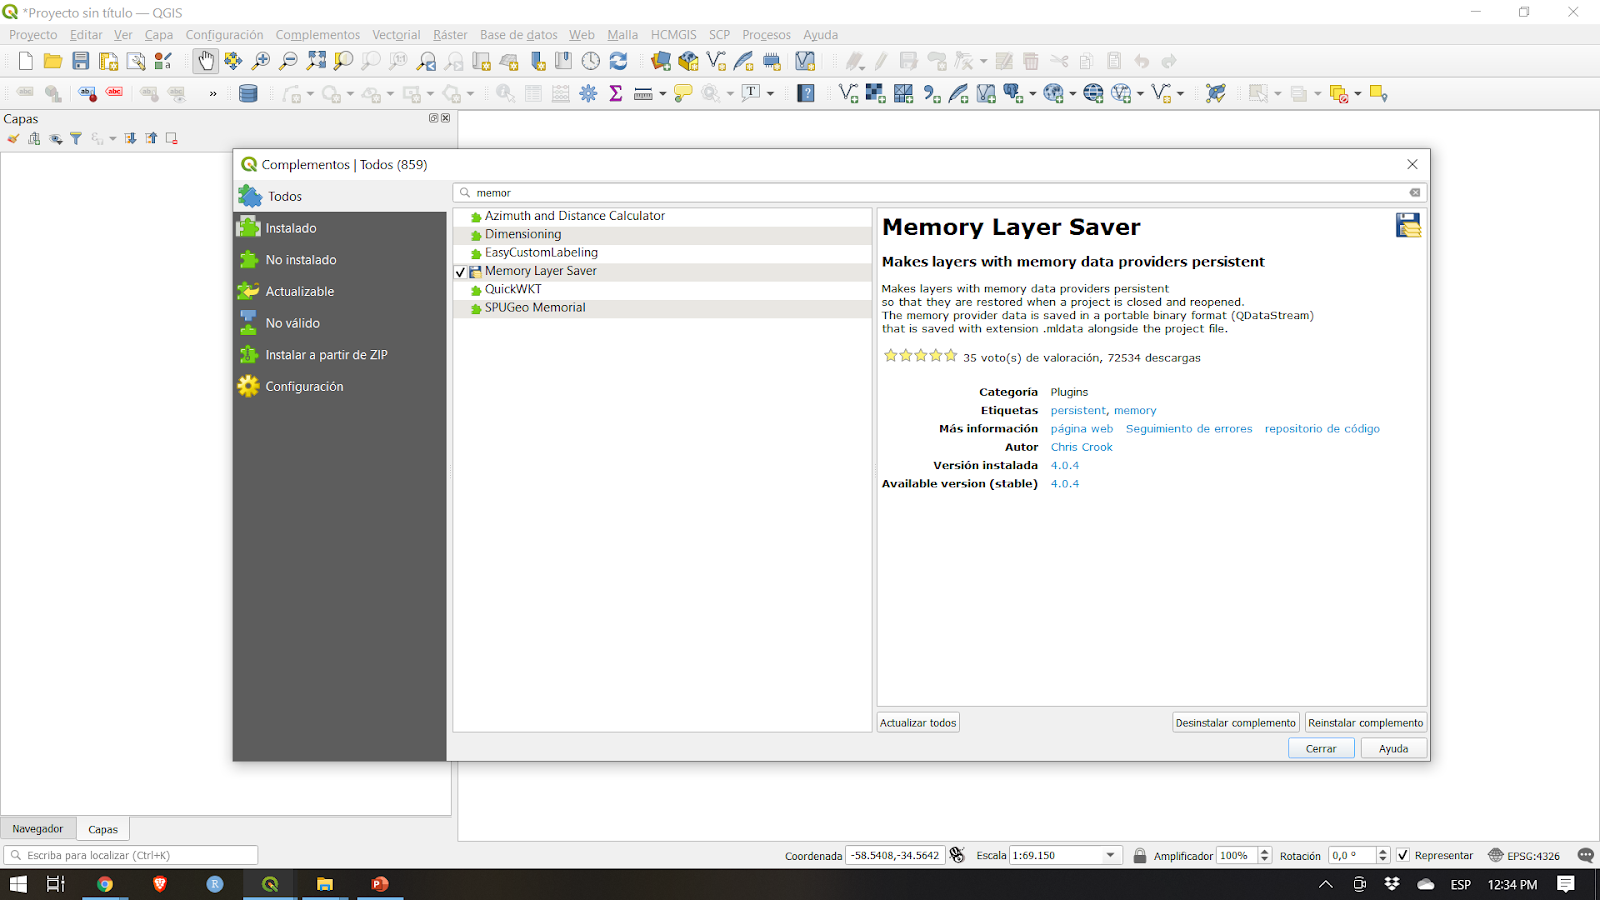 *Proyecto sin título — QGIS
Proyecto Editar Ver Capa Configuración Complementos Vectorial Ráster Base de datos Web Malla HCMGIS SCP Procesos Ayuda
Capas
Complementos | Todos (859)
Todos
Instalado
No instalado
Actualizable
No válido
Instalar a partir de ZIP
Configuración
memor
Azimuth and Distance Calculator
Dimensioning
EasyCustomLabeling
Memory Layer Saver
QuickWKT
SPUGeo Memorial
Memory Layer Saver
Makes layers with memory data providers persistent
Makes layers with memory data providers persistent
so that they are restored when a project is closed and reopened.
The memory provider data is saved in a portable binary format (QDataStream)
that is saved with extension .mldata alongside the project file.
35 voto(s) de valoración, 72534 descargas
Categoría Plugins
Etiquetas persistent, memory
Más información página web Seguimiento de errores repositorio de código
Autor Chris Crook
Versión instalada 4.0.4
Available version (stable) 4.0.4
Actualizar todos Desinstalar complemento Reinstalar complemento
Cerrar Ayuda
Navegador Capas
Escriba para localizar (Ctrl+K) Coordenada -58.5408,-34.5642 Escala 1:69.150 Amplificador 100% Rotación 0,0 ° Representar EPSG:4326
ESP 12:34 PM